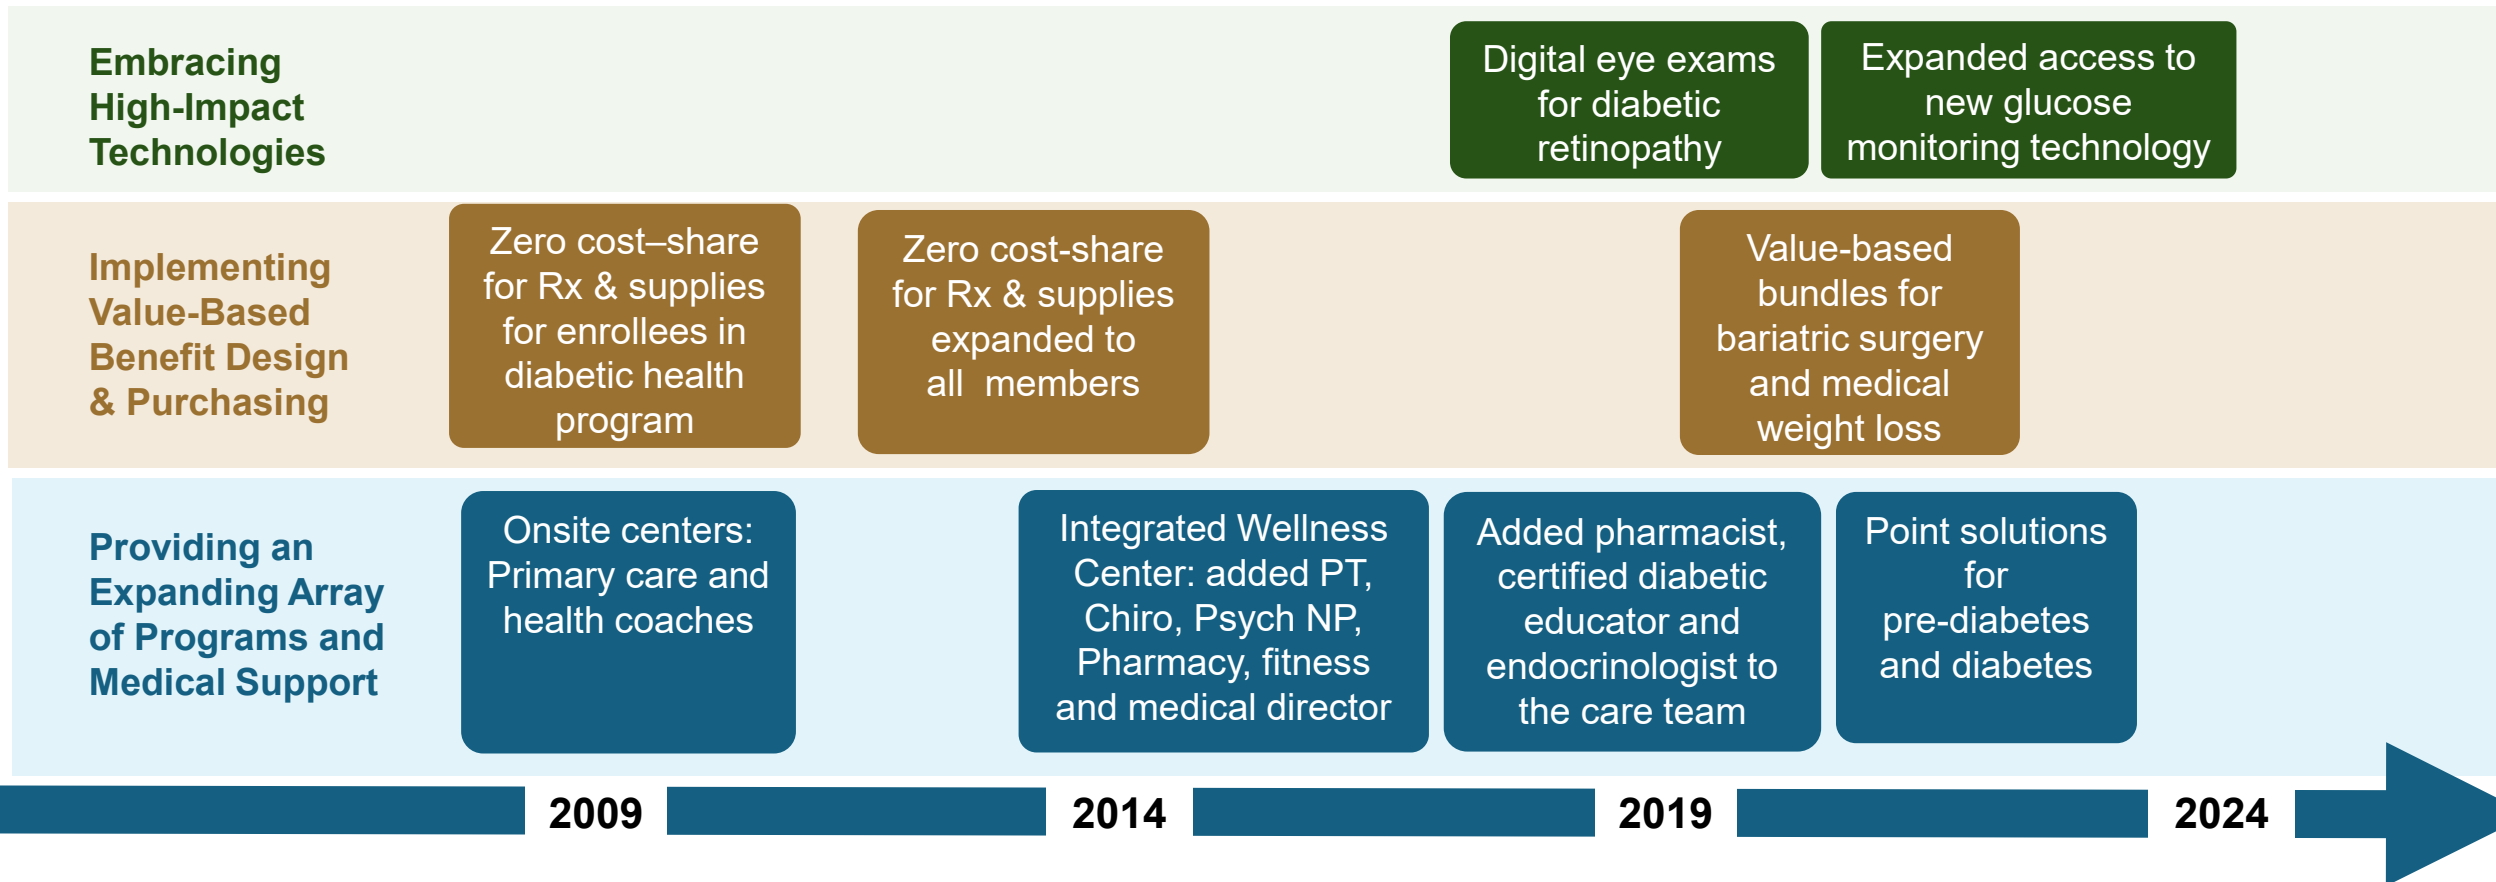 Embracing
High-Impact
Technologies
Digital eye exams
for diabetic
retinopathy
Expanded access to
new glucose
monitoring technology
Implementing
Value-Based
Benefit Design
& Purchasing
Zero cost–share
for Rx & supplies
for enrollees in
diabetic health
program
Zero cost-share
for Rx & supplies
expanded to
all  members
Value-based
bundles for
bariatric surgery
and medical
weight loss
Providing an
Expanding Array
of Programs and
Medical Support
Onsite centers:
Primary care and
health coaches
Integrated Wellness
Center: added PT,
Chiro, Psych NP,
Pharmacy, fitness
and medical director
Added pharmacist,
certified diabetic
educator and
endocrinologist to
the care team
Point solutions
for
pre-diabetes
and diabetes
2009
2014
2019
2024